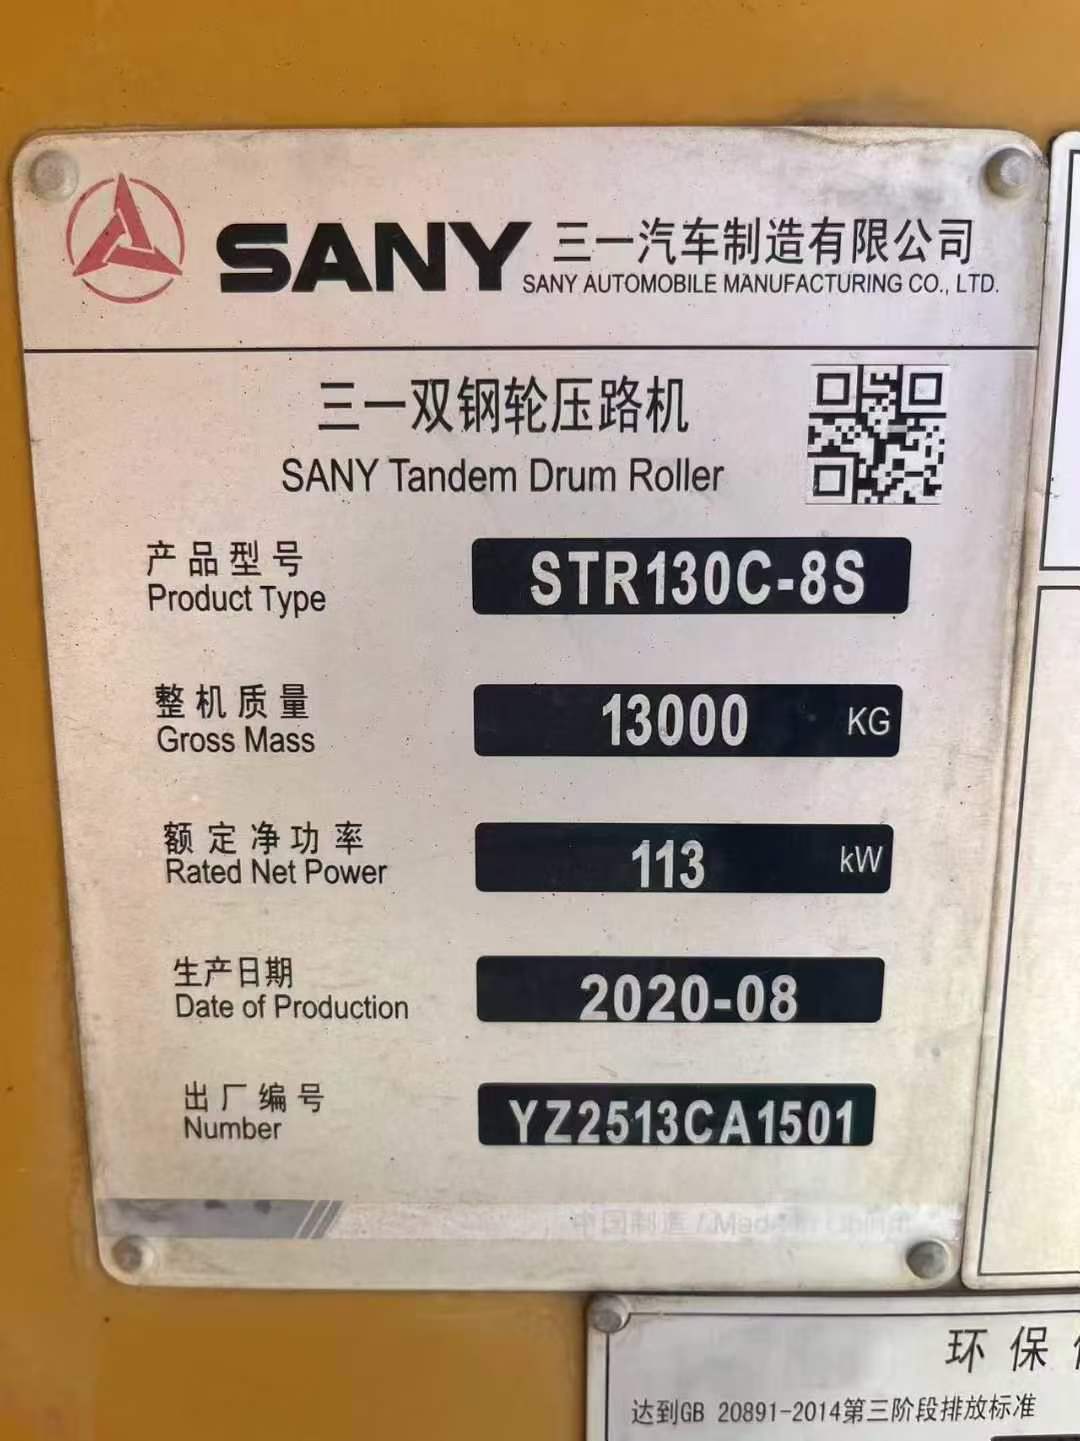 SANY 三一汽车制造有限公司
SANY AUTOMOBILE MANUFACTURING CO., LTD.
三一双钢轮压路机
SANY Tandem Drum Roller
产品型号
Product Type
STR130C-8S
整机质量
Gross Mass
13000 KG
额定净功率
Rated Net Power
113 kW
生产日期
Date of Production
2020-08
出厂编号
Number
YZ2513CA1501
中国制造
环保
达到GB 20891-2014第三阶段排放标准